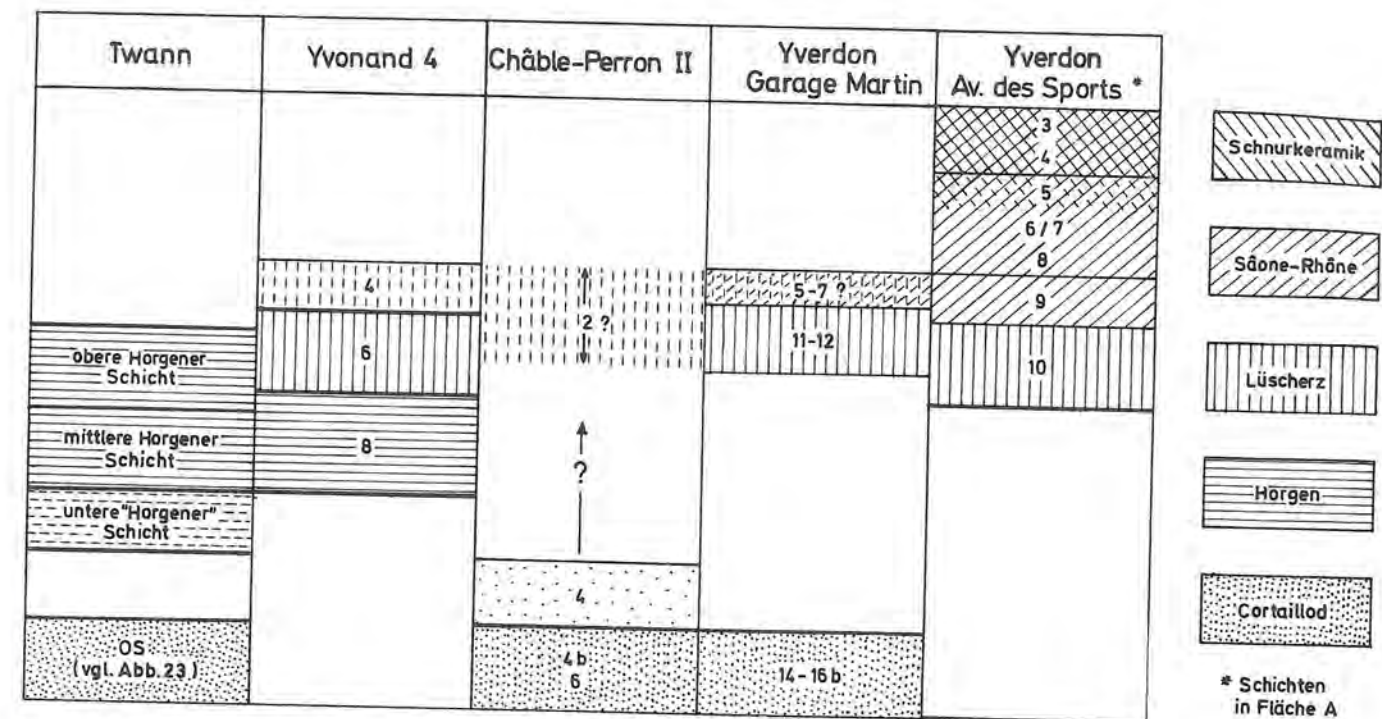 Twann
Yvonand 4
Châble-Perron II
Yverdon
Garage Martin
Yverdon
Av. des Sports *
obere Horgener
Schicht
mittlere Horgener
Schicht
untere "Horgener"
Schicht
OS
(vgl. Abb. 23)
4
6
8
2 ?
?
4
4b
6
5-7 ?
11-12
14-16b
3
4
5
6/7
8
9
10
Schnurkeramik
Sâone-Rhône
Lüscherz
Horgen
Cortaillod
* Schichten
in Fläche A